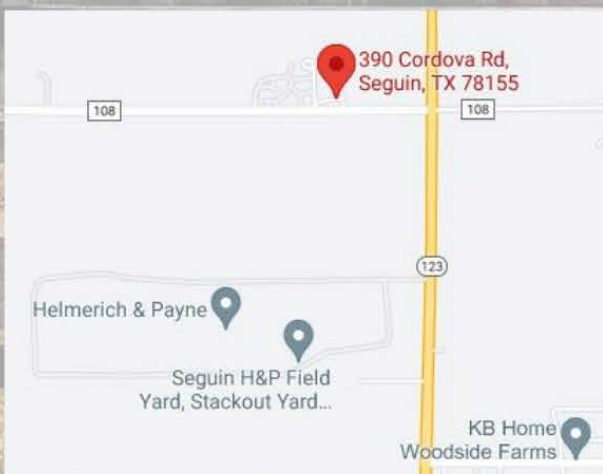 390 Cordova Rd,
Seguin, TX 78155
108
108
123
Helmerich & Payne
Seguin H&P Field
Yard, Stackout Yard...
KB Home
Woodside Farms